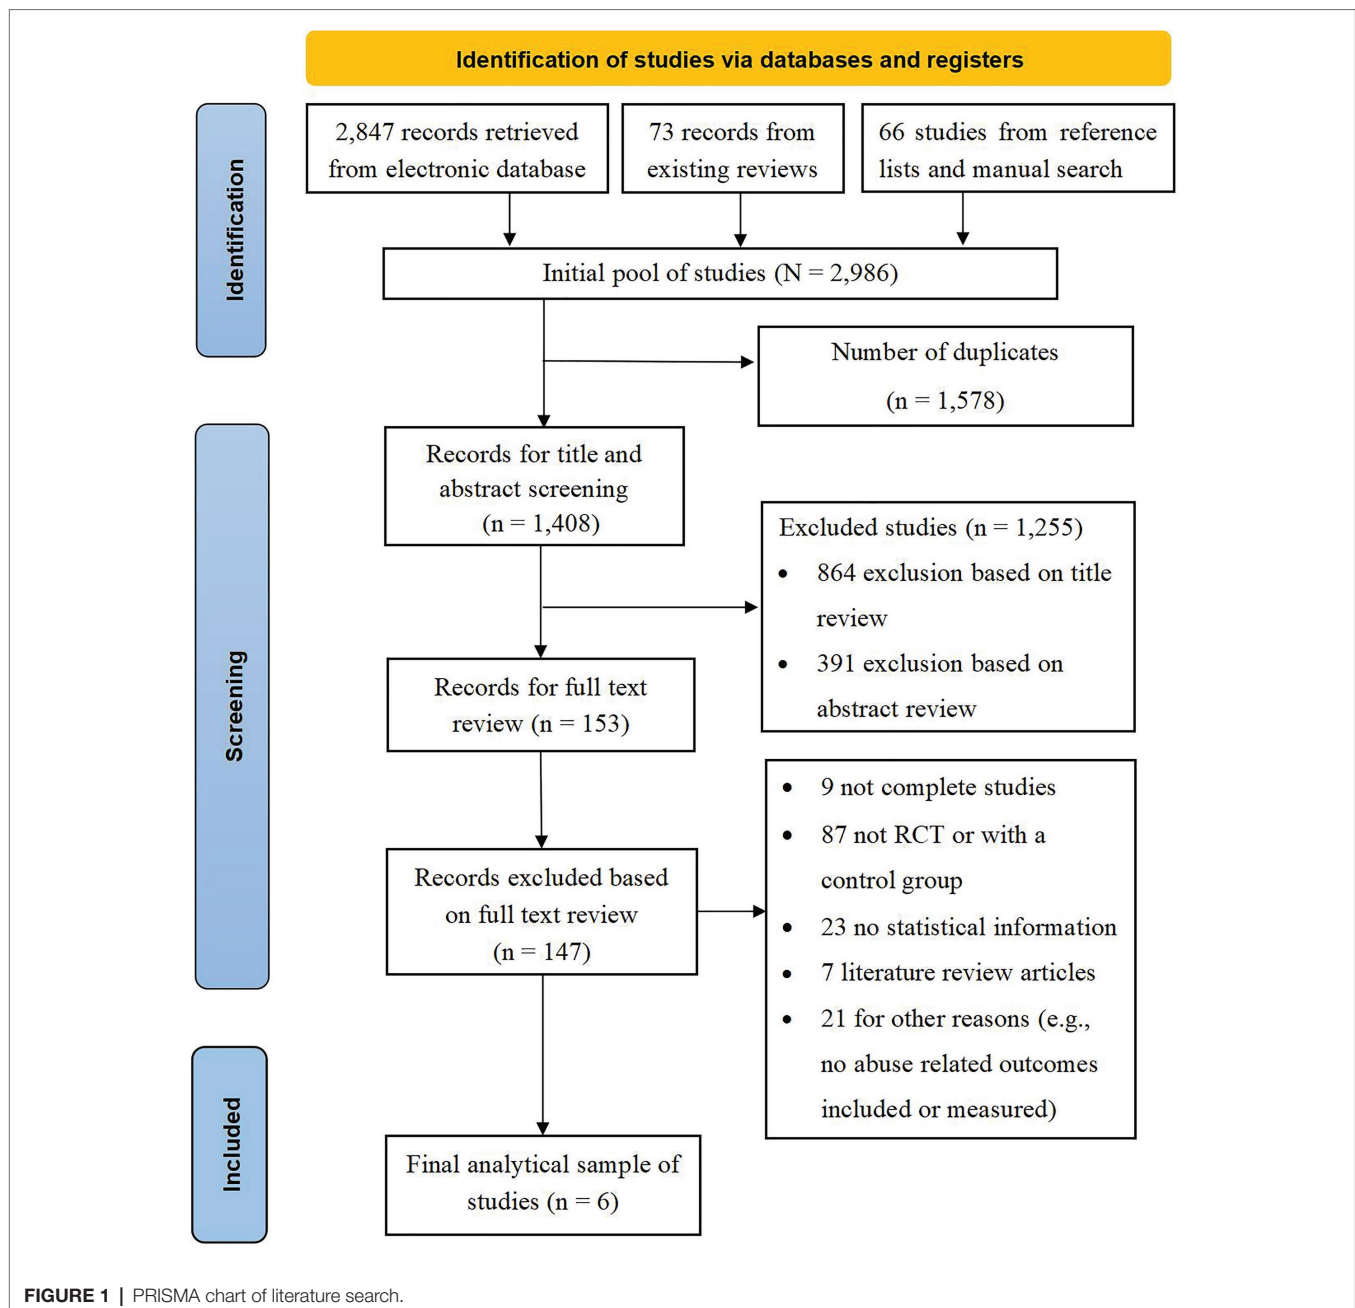 Identification of studies via databases and registers
Identification
2,847 records retrieved
from electronic database
73 records from
existing reviews
66 studies from reference
lists and manual search
Initial pool of studies (N = 2,986)
Number of duplicates
(n = 1,578)
Screening
Records for title and
abstract screening
(n = 1,408)
Excluded studies (n = 1,255)
• 864 exclusion based on title
review
• 391 exclusion based on
abstract review
Records for full text
review (n = 153)
Records excluded based
on full text review
(n = 147)
• 9 not complete studies
• 87 not RCT or with a
control group
• 23 no statistical information
• 7 literature review articles
• 21 for other reasons (e.g.,
no abuse related outcomes
included or measured)
Included
Final analytical sample of
studies (n = 6)
FIGURE 1 | PRISMA chart of literature search.